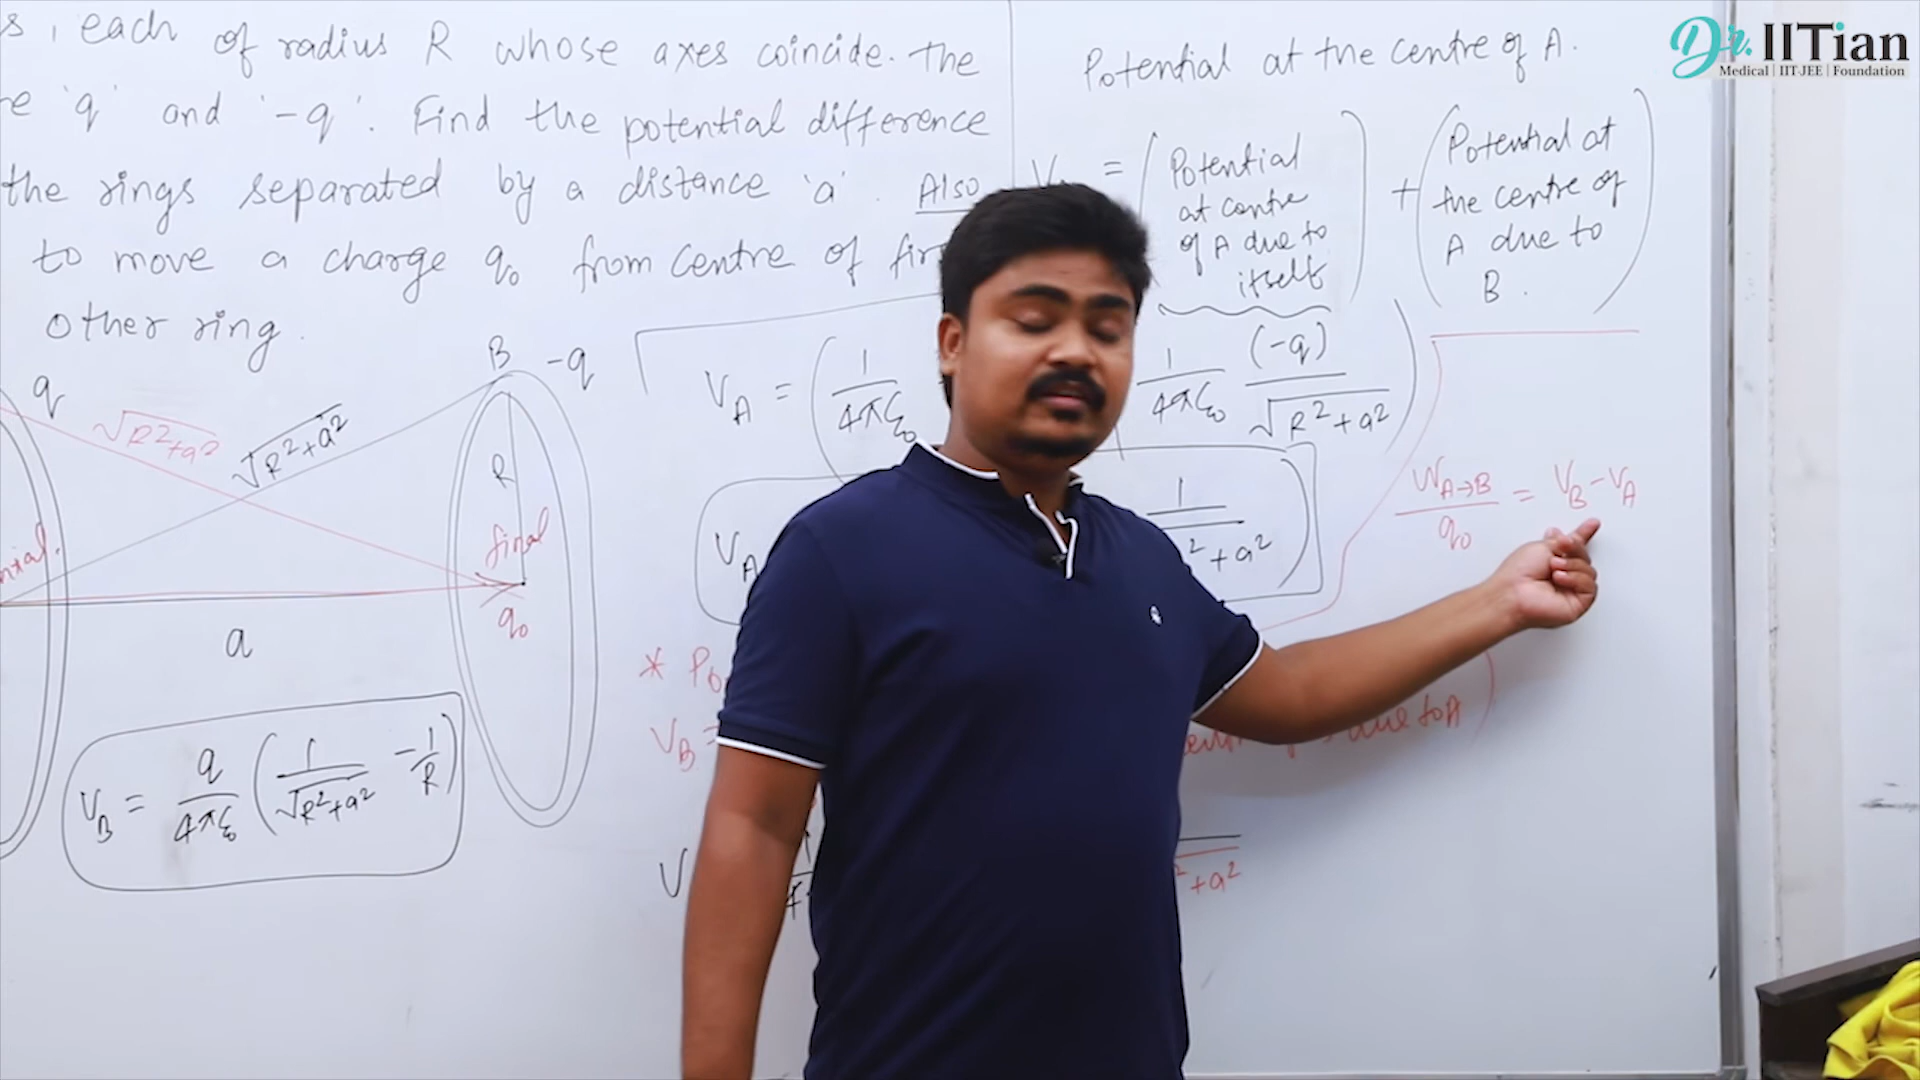 s, each of radius R whose axes coincide. The
re 'q' and '-q'. Find the potential difference
the rings separated by a distance 'a'. Also
to move a charge q₀ from centre of fir
other ring.
q
√R²+a²
√R²+a²
B -q
R
final
q₀
a
V_B = q/4πε₀ (1/√R²+a² - 1/R)
Potential at the centre of A.
= (Potential at centre of A due to itself) + (Potential at the centre of A due to B.)
V_A = (1/4πε₀
1/4πε₀ (-q)/√R²+a²)
V_A
1/ ²+a²)
W_A→B/q₀ = V_B - V_A
* Po
V_B =
due to A)
V
²+a²
Dr. IITian
Medical | IIT-JEE | Foundation